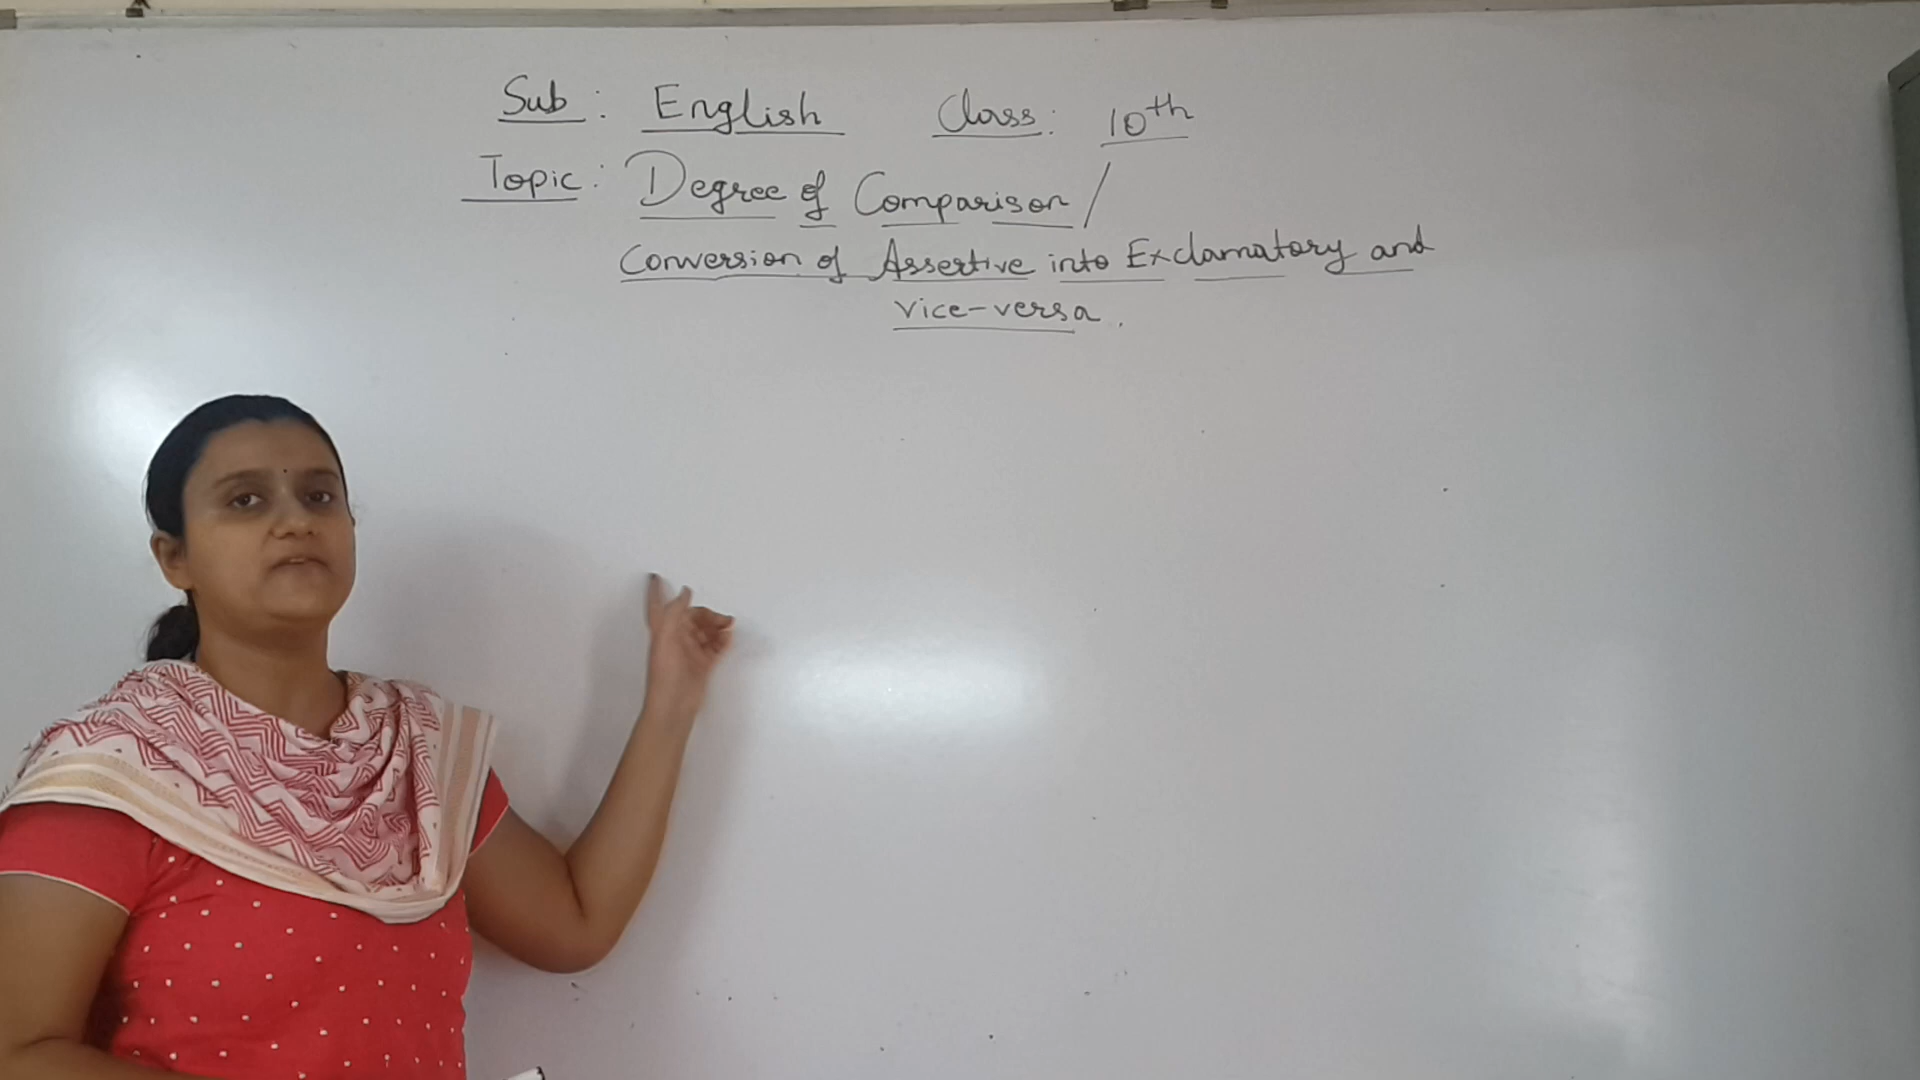 Sub: English Class: 10th
Topic: Degree of Comparison/
Conversion of Assertive into Exclamatory and
vice-versa.